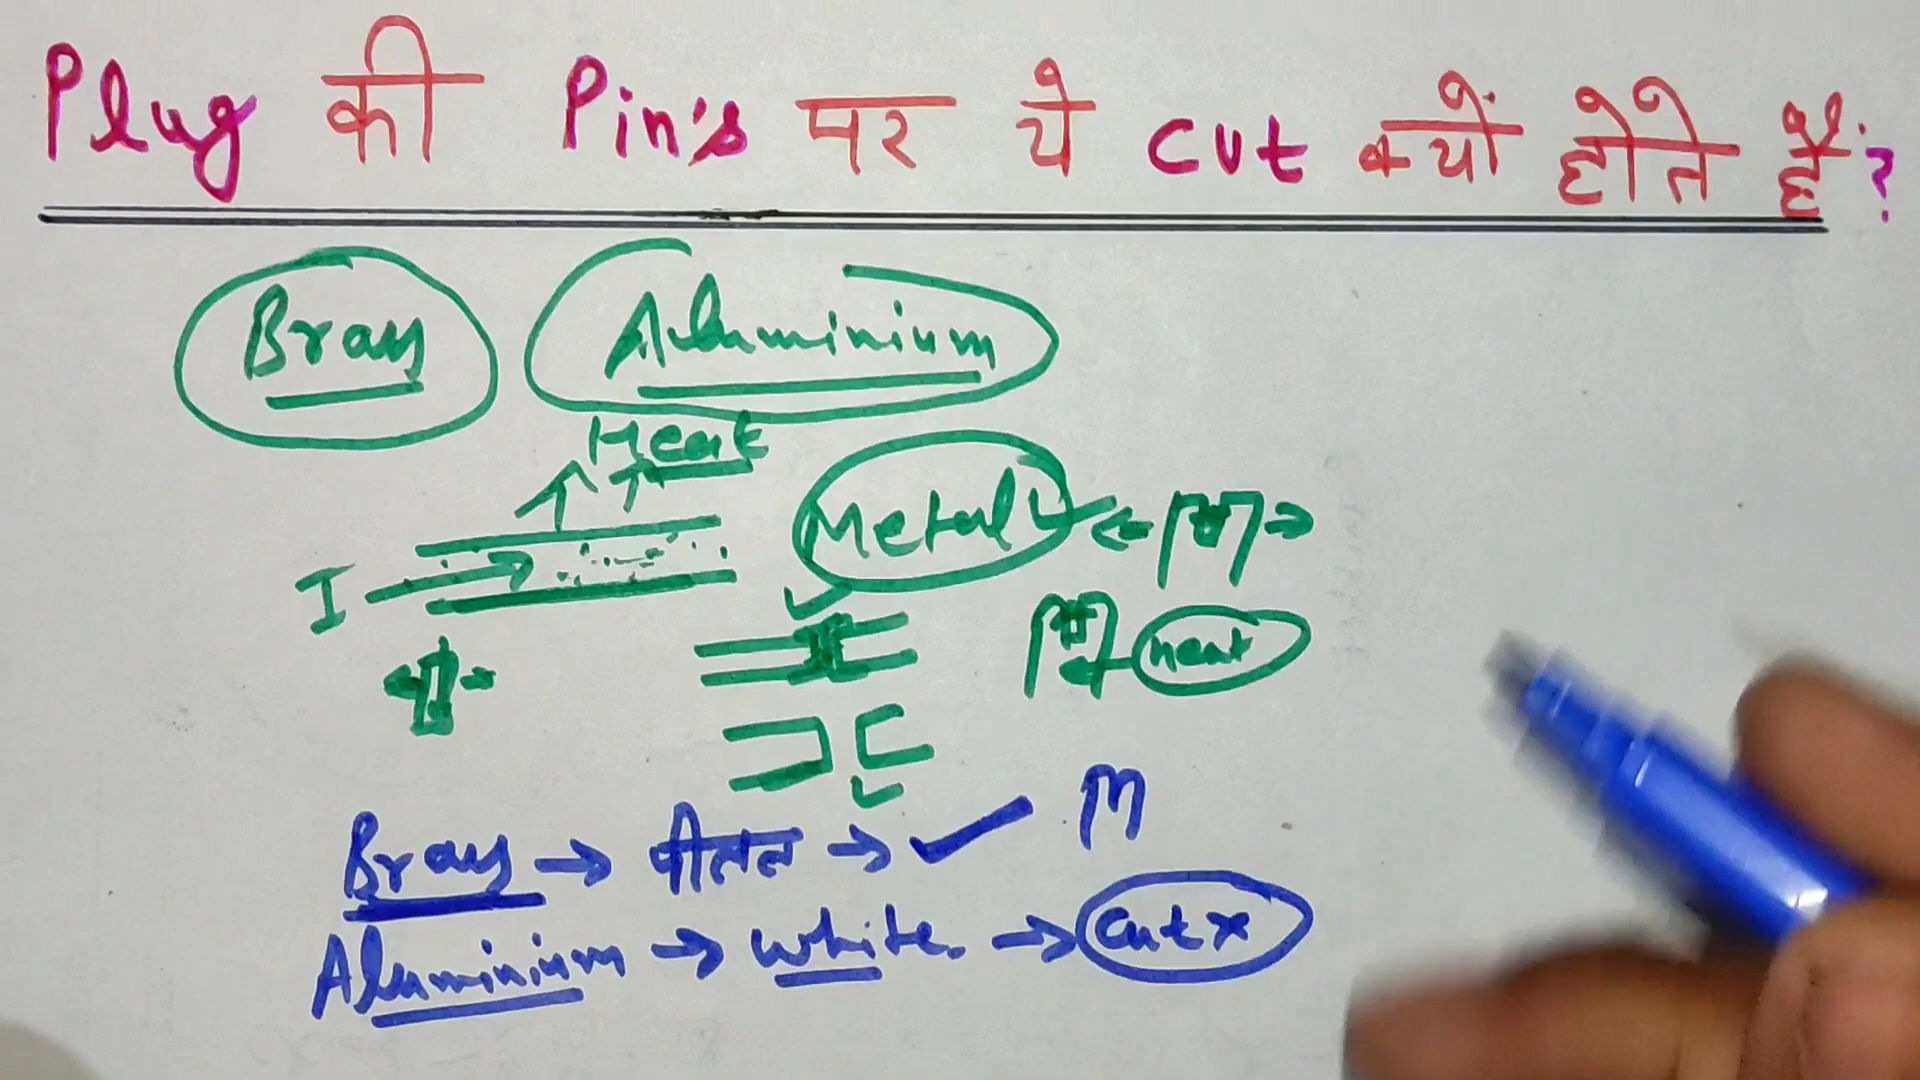 Plug की Pin's पर ये cut क्यों होते हैं?
Brass Aluminium
Heat
Metal
I
Heat
Brass → पीतल → ✓
Aluminium → white → cut x